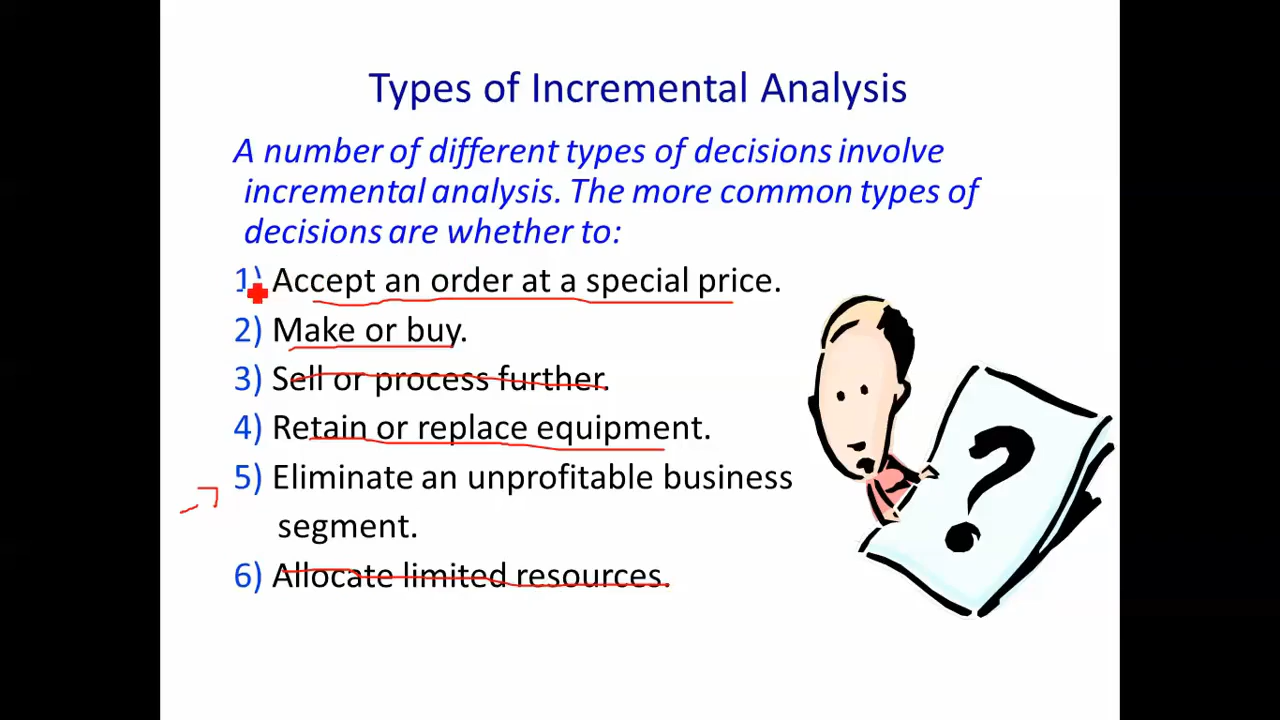 Types of Incremental Analysis
A number of different types of decisions involve
incremental analysis. The more common types of
decisions are whether to:
1) Accept an order at a special price.
2) Make or buy.
3) Sell or process further.
4) Retain or replace equipment.
5) Eliminate an unprofitable business
segment.
6) Allocate limited resources.
?